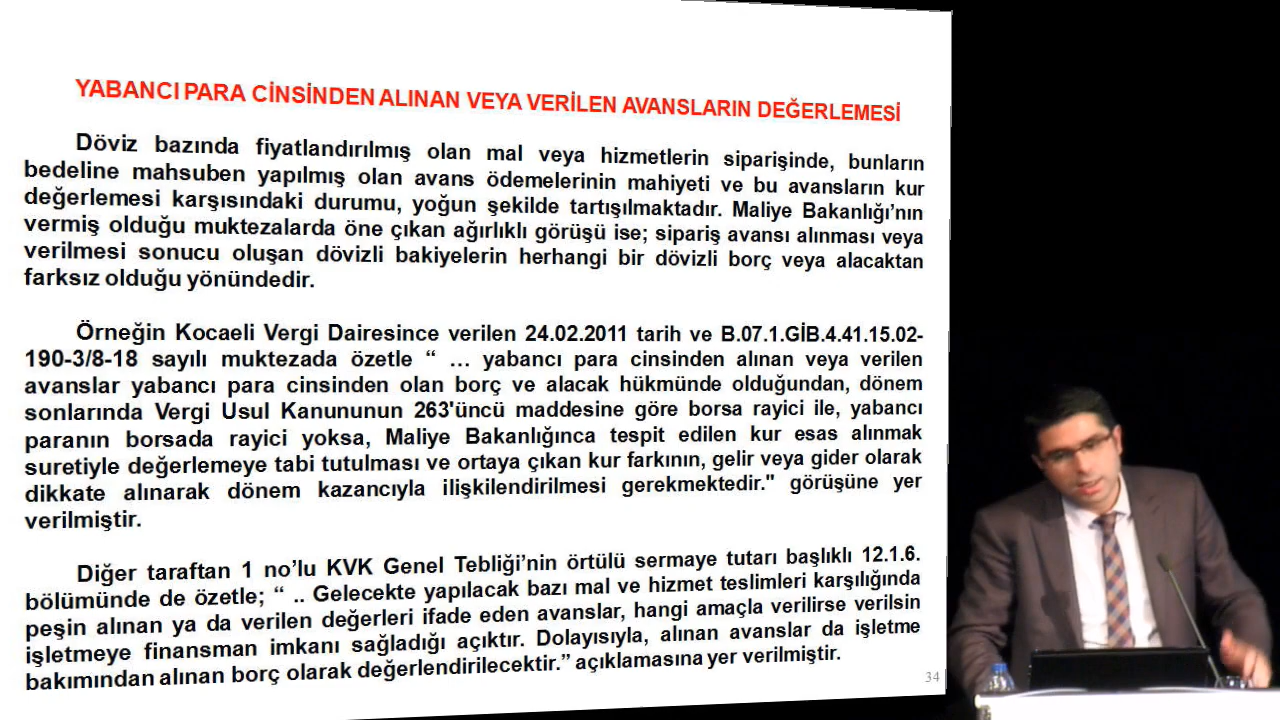 YABANCI PARA CİNSİNDEN ALINAN VEYA VERİLEN AVANSLARIN DEĞERLEMESİ
Döviz bazında fiyatlandırılmış olan mal veya hizmetlerin siparişinde, bunların
bedeline mahsuben yapılmış olan avans ödemelerinin mahiyeti ve bu avansların kur
değerlemesi karşısındaki durumu, yoğun şekilde tartışılmaktadır. Maliye Bakanlığı’nın
vermiş olduğu muktezalarda öne çıkan ağırlıklı görüşü ise; sipariş avansı alınması veya
verilmesi sonucu oluşan dövizli bakiyelerin herhangi bir dövizli borç veya alacaktan
farksız olduğu yönündedir.
Örneğin Kocaeli Vergi Dairesince verilen 24.02.2011 tarih ve B.07.1.GİB.4.41.15.02-
190-3/8-18 sayılı muktezada özetle “ … yabancı para cinsinden alınan veya verilen
avanslar yabancı para cinsinden olan borç ve alacak hükmünde olduğundan, dönem
sonlarında Vergi Usul Kanununun 263'üncü maddesine göre borsa rayici ile, yabancı
paranın borsada rayici yoksa, Maliye Bakanlığınca tespit edilen kur esas alınmak
suretiyle değerlemeye tabi tutulması ve ortaya çıkan kur farkının, gelir veya gider olarak
dikkate alınarak dönem kazancıyla ilişkilendirilmesi gerekmektedir." görüşüne yer
verilmiştir.
Diğer taraftan 1 no’lu KVK Genel Tebliği’nin örtülü sermaye tutarı başlıklı 12.1.6.
bölümünde de özetle; “ .. Gelecekte yapılacak bazı mal ve hizmet teslimleri karşılığında
peşin alınan ya da verilen değerleri ifade eden avanslar, hangi amaçla verilirse verilsin
işletmeye finansman imkanı sağladığı açıktır. Dolayısıyla, alınan avanslar da işletme
bakımından alınan borç olarak değerlendirilecektir.” açıklamasına yer verilmiştir.
34